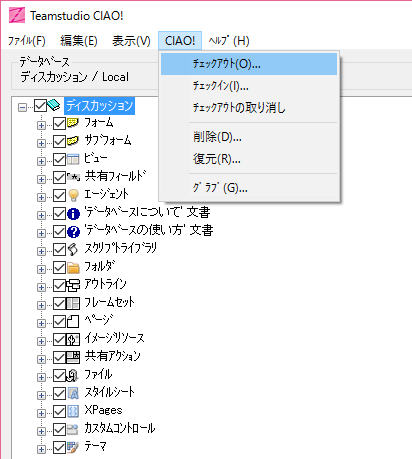 Teamstudio CIAO!
ﾌｧｲﾙ(F) 編集(E) 表示(V) CIAO! ﾍﾙﾌﾟ(H)
データベース
ディスカッション / Local
チェックアウト(O)...
チェックイン(I)...
チェックアウトの取り消し
削除(D)...
復元(R)...
ｸﾞﾗﾌﾞ(G)...
ディスカッション
フォーム
サブフォーム
ビュー
共有フィールド
エージェント
'データベースについて' 文書
'データベースの使い方' 文書
スクリプトライブラリ
フォルダ
アウトライン
フレームセット
ページ
イメージリソース
共有アクション
ファイル
スタイルシート
XPages
カスタムコントロール
テーマ